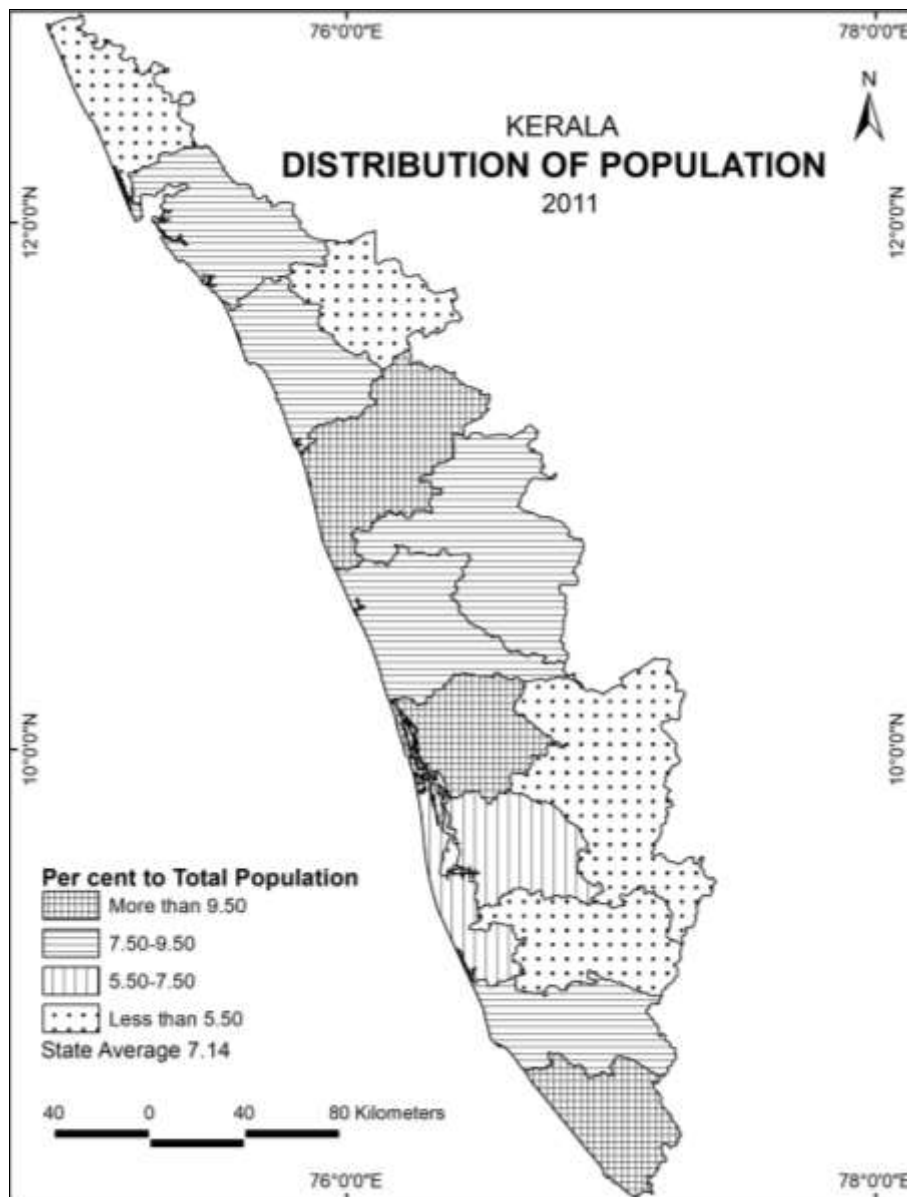 76°0'0"E
78°0'0"E
N
KERALA
DISTRIBUTION OF POPULATION
2011
12°0'0"N
12°0'0"N
10°0'0"N
10°0'0"N
Per cent to Total Population
More than 9.50
7.50-9.50
5.50-7.50
Less than 5.50
State Average 7.14
40 0 40 80 Kilometers
76°0'0"E
78°0'0"E